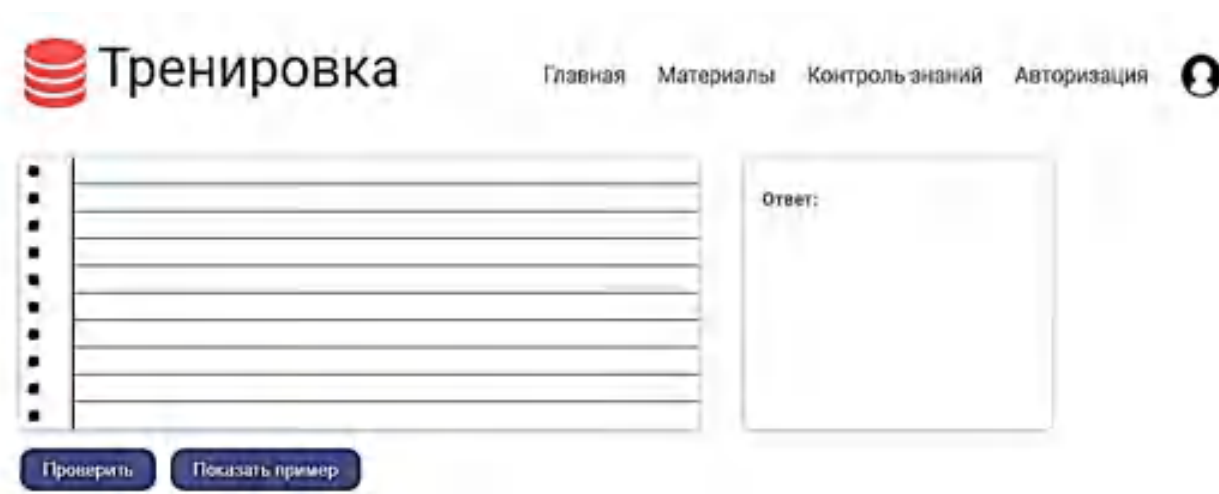 Тренировка
Главная Материалы Контроль знаний Авторизация
Ответ:
Проверить Показать пример